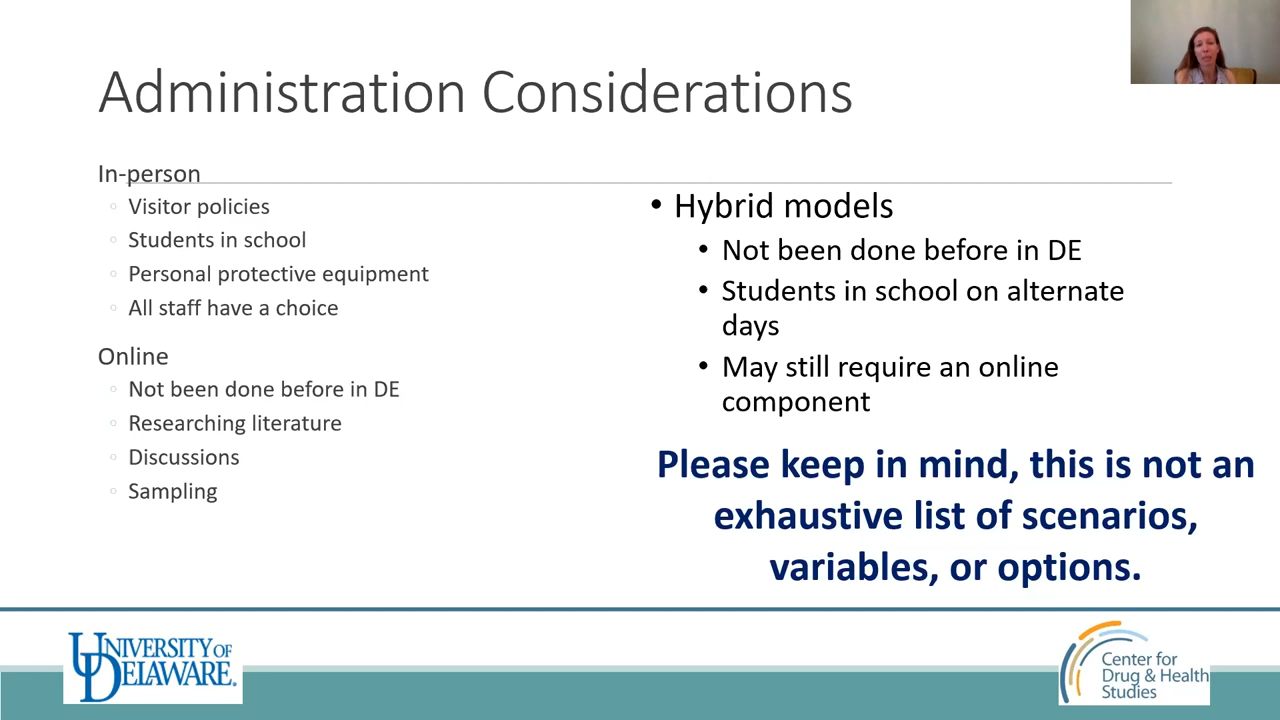 Administration Considerations
In-person
Visitor policies
Students in school
Personal protective equipment
All staff have a choice
Online
Not been done before in DE
Researching literature
Discussions
Sampling
• Hybrid models
• Not been done before in DE
• Students in school on alternate
days
• May still require an online
component
Please keep in mind, this is not an
exhaustive list of scenarios,
variables, or options.
UNIVERSITY OF
DELAWARE.
Center for
Drug & Health
Studies